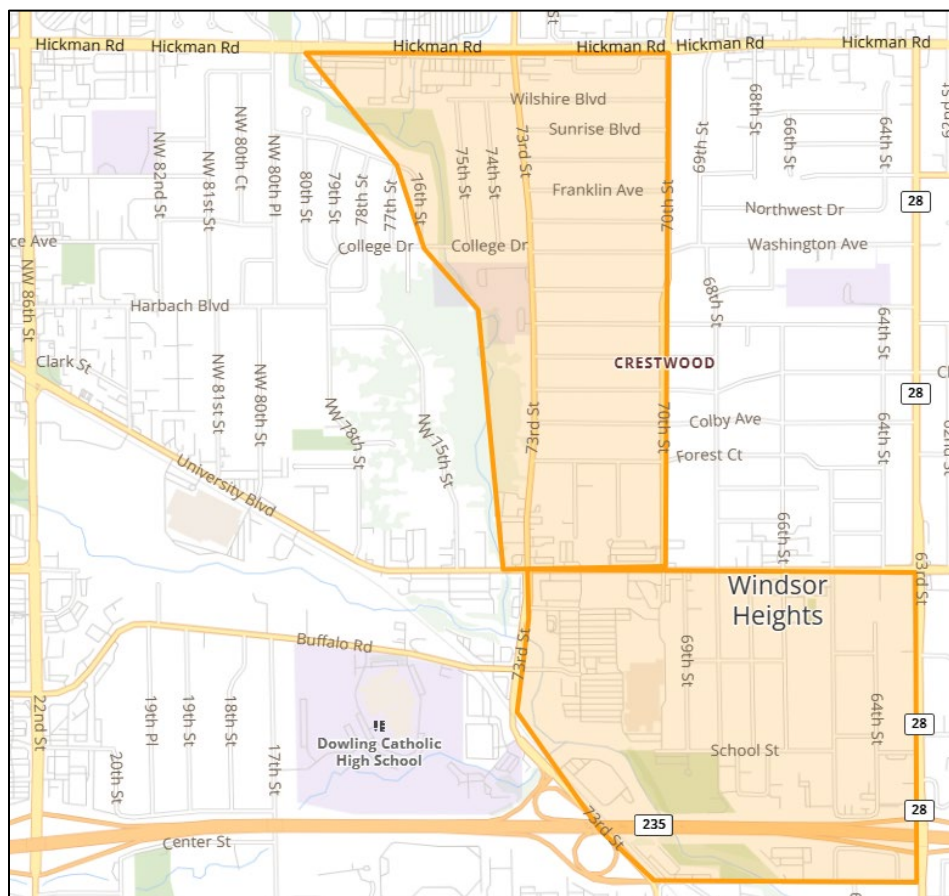 St
Hickman Rd
Hickman Rd
Hickman Rd
Hickman Rd
Hickman Rd
Hickman Rd
Wilshire Blvd
68th St
NW 80th Ct
Sunrise Blvd
73rd St
69th St
66th St
64th St
NW 82nd St
NW 81st St
NW 80th Pl
80th St
79th St
78th St
77th St
76th St
75th St
74th St
Franklin Ave
70th St
28
Northwest Dr
ce Ave
College Dr
College Dr
Washington Ave
NW 86th St
Harbach Blvd
68th St
64th St
Clark St
CRESTWOOD
28
NW 81st St
NW 80th St
NW 78th St
NW 75th St
73rd St
70th St
Colby Ave
64th St
62nd St
Forest Ct
University Blvd
66th St
Windsor
Heights
63rd St
Buffalo Rd
73rd St
69th St
22nd St
19th Pl
19th St
18th St
17th St
64th St
28
Dowling Catholic
High School
School St
20th St
73rd St
235
28
Center St